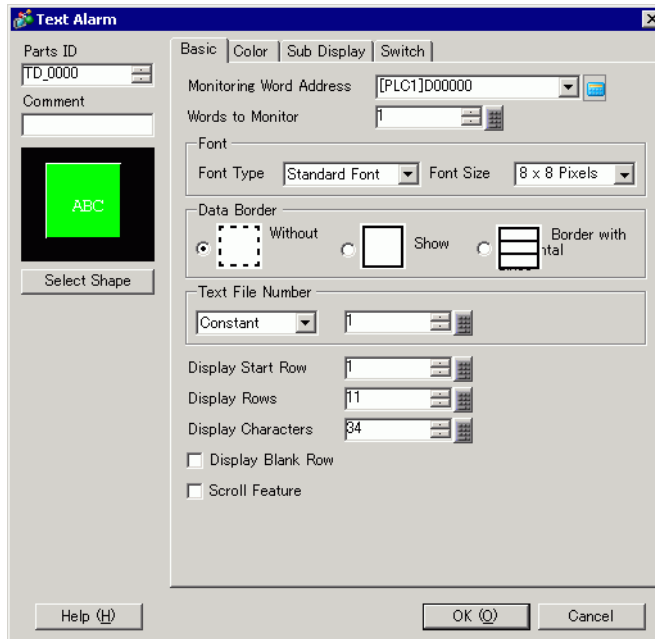 Text Alarm
Parts ID
TD_0000
Comment
ABC
Select Shape
Basic
Color
Sub Display
Switch
Monitoring Word Address
[PLC1]D00000
Words to Monitor
1
Font
Font Type
Standard Font
Font Size
8 x 8 Pixels
Data Border
Without
Show
Border with
ntal
Text File Number
Constant
1
Display Start Row
1
Display Rows
11
Display Characters
34
Display Blank Row
Scroll Feature
Help (H)
OK (O)
Cancel